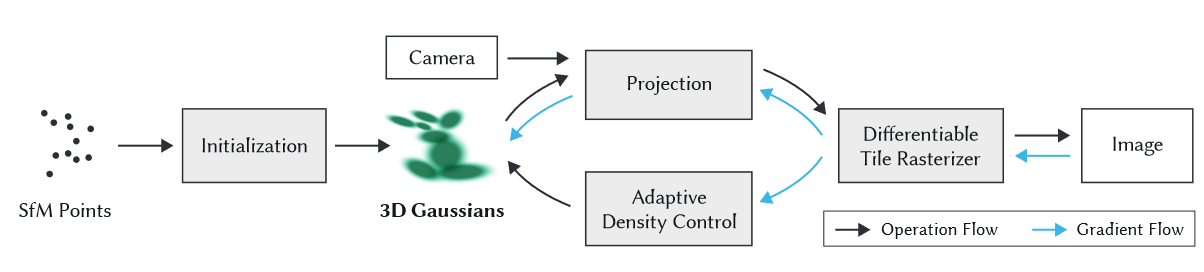 Camera
Projection
Initialization
Differentiable
Tile Rasterizer
Image
SfM Points
3D Gaussians
Adaptive
Density Control
Operation Flow
Gradient Flow